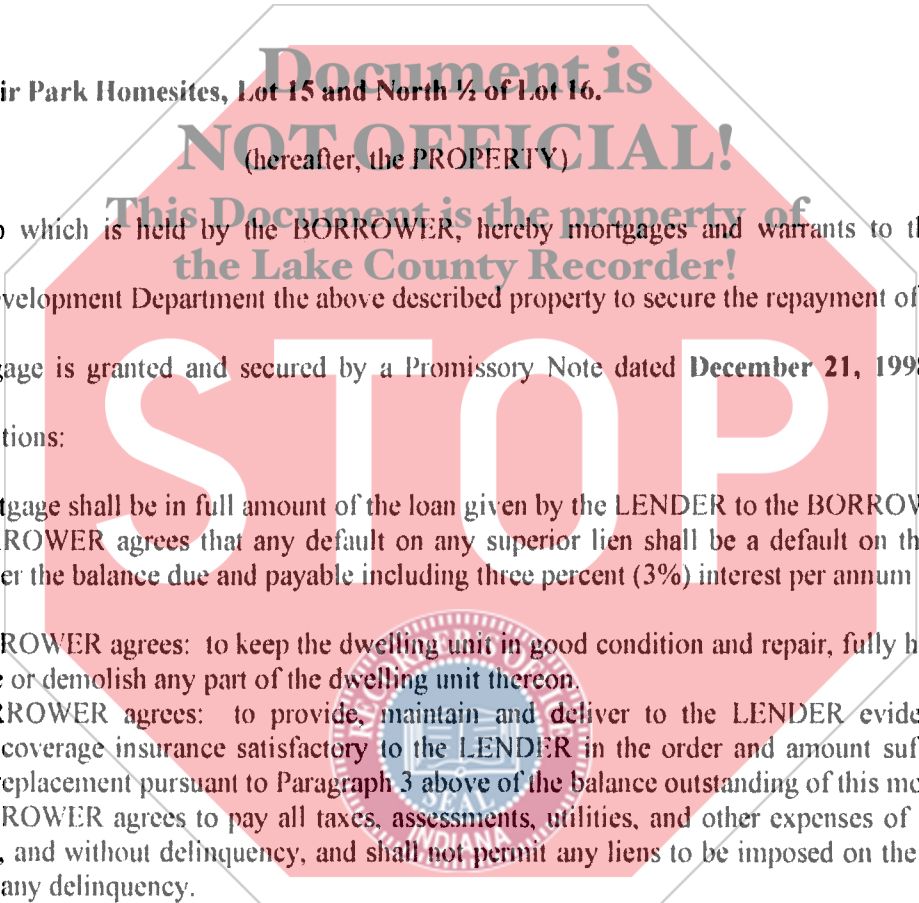 Document is
ir Park Homesites, Lot 15 and North ½ of Lot 16.
NOT OFFICIAL!
(hereafter, the PROPERTY)
This Document is the property of
which is held by the BORROWER, hereby mortgages and warrants to th
the Lake County Recorder!
velopment Department the above described property to secure the repayment of
gage is granted and secured by a Promissory Note dated December 21, 1998
tions:
STOP
tgage shall be in full amount of the loan given by the LENDER to the BORROW
ROWER agrees that any default on any superior lien shall be a default on th
er the balance due and payable including three percent (3%) interest per annum
ROWER agrees: to keep the dwelling unit in good condition and repair, fully h
e or demolish any part of the dwelling unit thereon.
RROWER agrees: to provide, maintain and deliver to the LENDER evide
coverage insurance satisfactory to the LENDER in the order and amount suf
replacement pursuant to Paragraph 3 above of the balance outstanding of this mo
ROWER agrees to pay all taxes, assessments, utilities, and other expenses of
, and without delinquency, and shall not permit any liens to be imposed on the
any delinquency.
SEAL
INDIANA